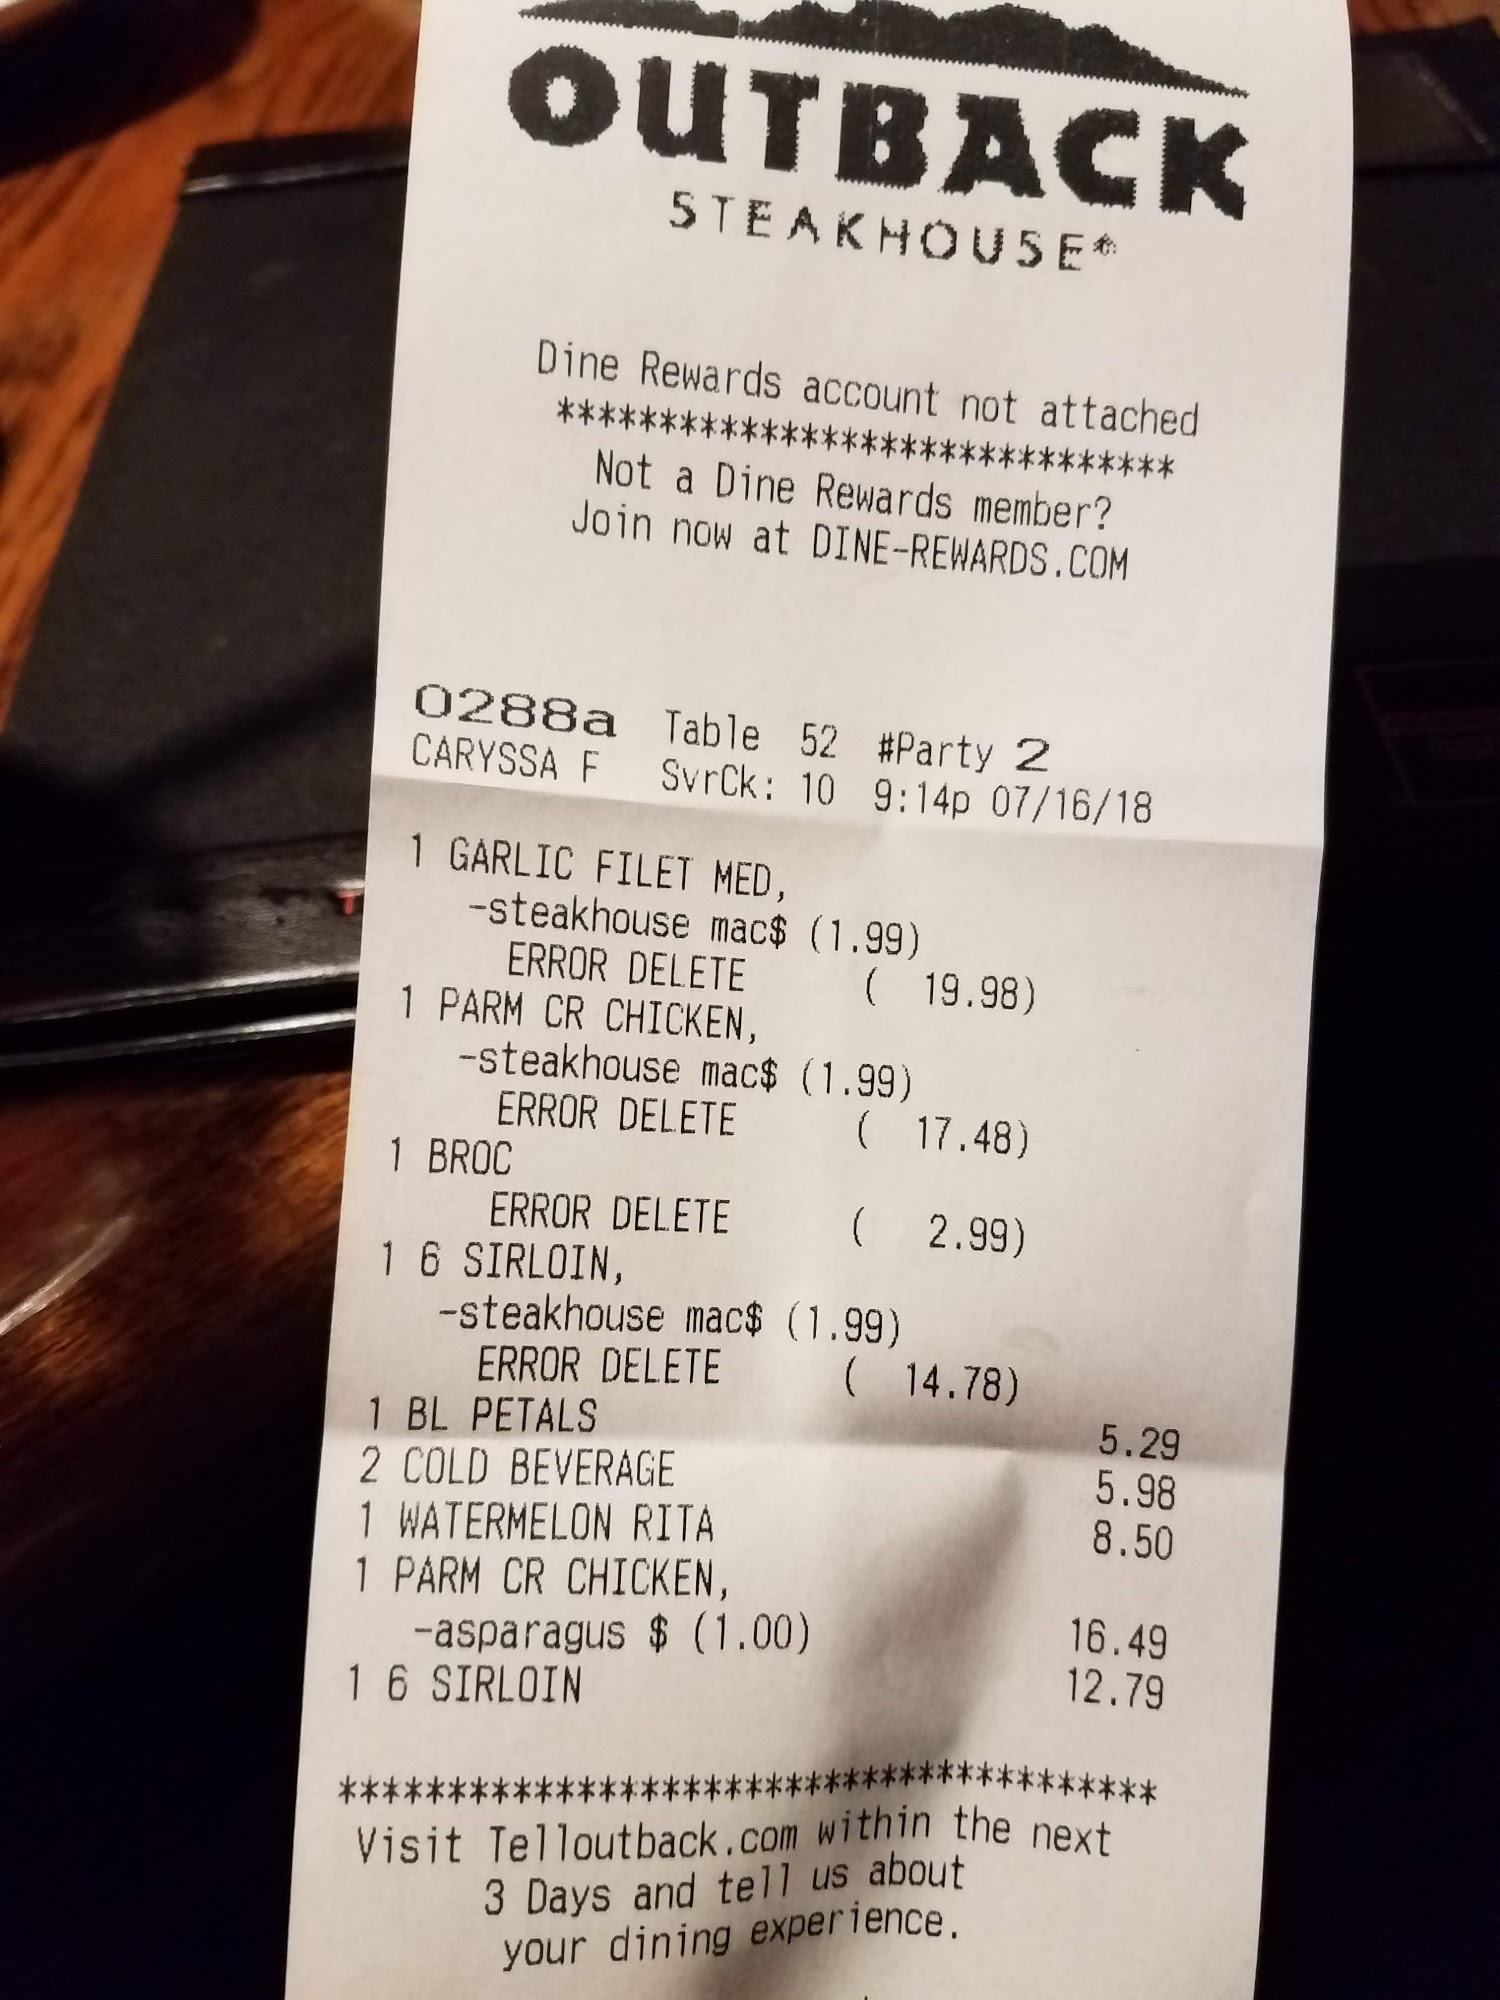 OUTBACK
STEAKHOUSE®
Dine Rewards account not attached
*******************************
Not a Dine Rewards member?
Join now at DINE-REWARDS.COM
0288a Table 52 #Party 2
CARYSSA F SvrCk: 10 9:14p 07/16/18
1 GARLIC FILET MED,
-steakhouse mac$ (1.99)
ERROR DELETE ( 19.98)
1 PARM CR CHICKEN,
-steakhouse mac$ (1.99)
ERROR DELETE ( 17.48)
1 BROC
ERROR DELETE ( 2.99)
1 6 SIRLOIN,
-steakhouse mac$ (1.99)
ERROR DELETE ( 14.78)
1 BL PETALS 5.29
2 COLD BEVERAGE 5.98
1 WATERMELON RITA 8.50
1 PARM CR CHICKEN,
-asparagus $ (1.00) 16.49
1 6 SIRLOIN 12.79
***************************************
Visit Telloutback.com within the next
3 Days and tell us about
your dining experience.